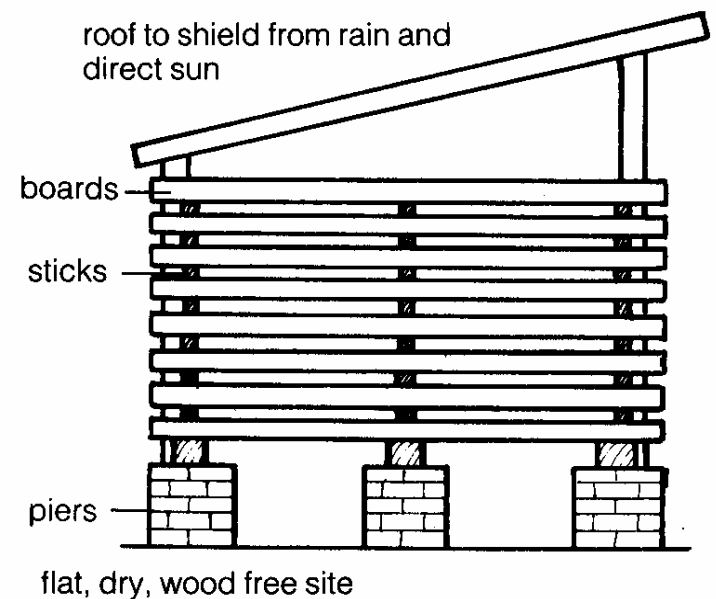 roof to shield from rain and
direct sun
boards
sticks
piers
flat, dry, wood free site